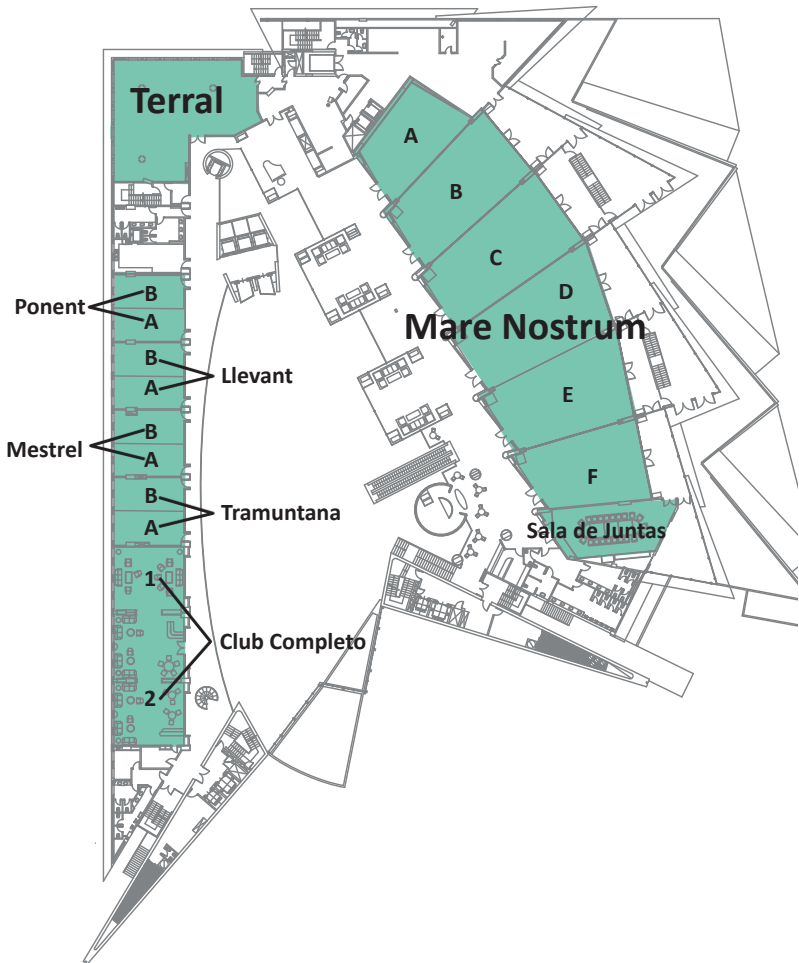 Terral
A
B
C
D
Mare Nostrum
E
F
Sala de Juntas
Ponent
B
A
B
Llevant
A
Mestrel
B
A
B
Tramuntana
A
1
Club Completo
2